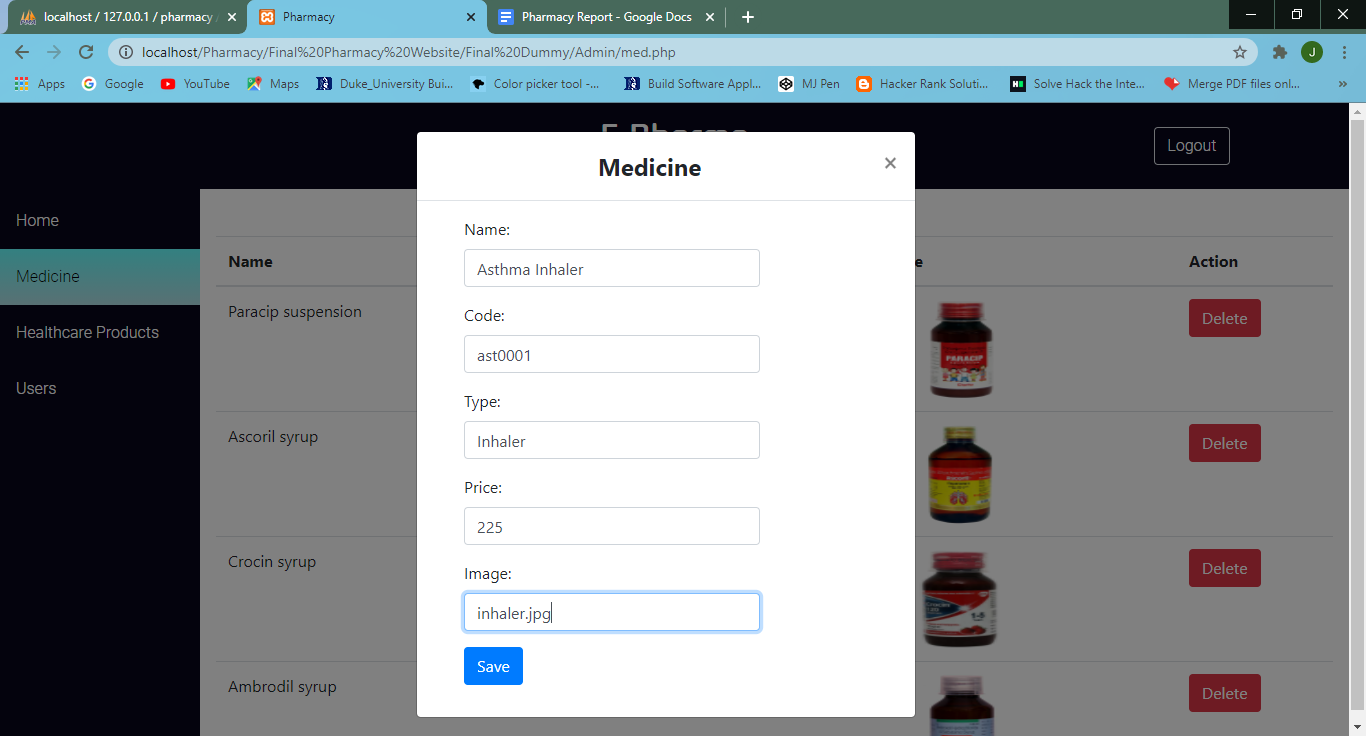 localhost / 127.0.0.1 / pharmacy
Pharmacy
Pharmacy Report - Google Docs
localhost/Pharmacy/Final%20Pharmacy%20Website/Final%20Dummy/Admin/med.php
J
Apps
Google
YouTube
Maps
Duke_University Bui...
Color picker tool -...
Build Software Appl...
MJ Pen
Hacker Rank Soluti...
Solve Hack the Inte...
Merge PDF files onl...
»
Logout
Home
Medicine
Healthcare Products
Users
Name
Action
Paracip suspension
PARACIP
Delete
Ascoril syrup
Delete
Crocin syrup
Delete
Ambrodil syrup
Delete
Medicine
×
Name:
Asthma Inhaler
Code:
ast0001
Type:
Inhaler
Price:
225
Image:
inhaler.jpg
Save